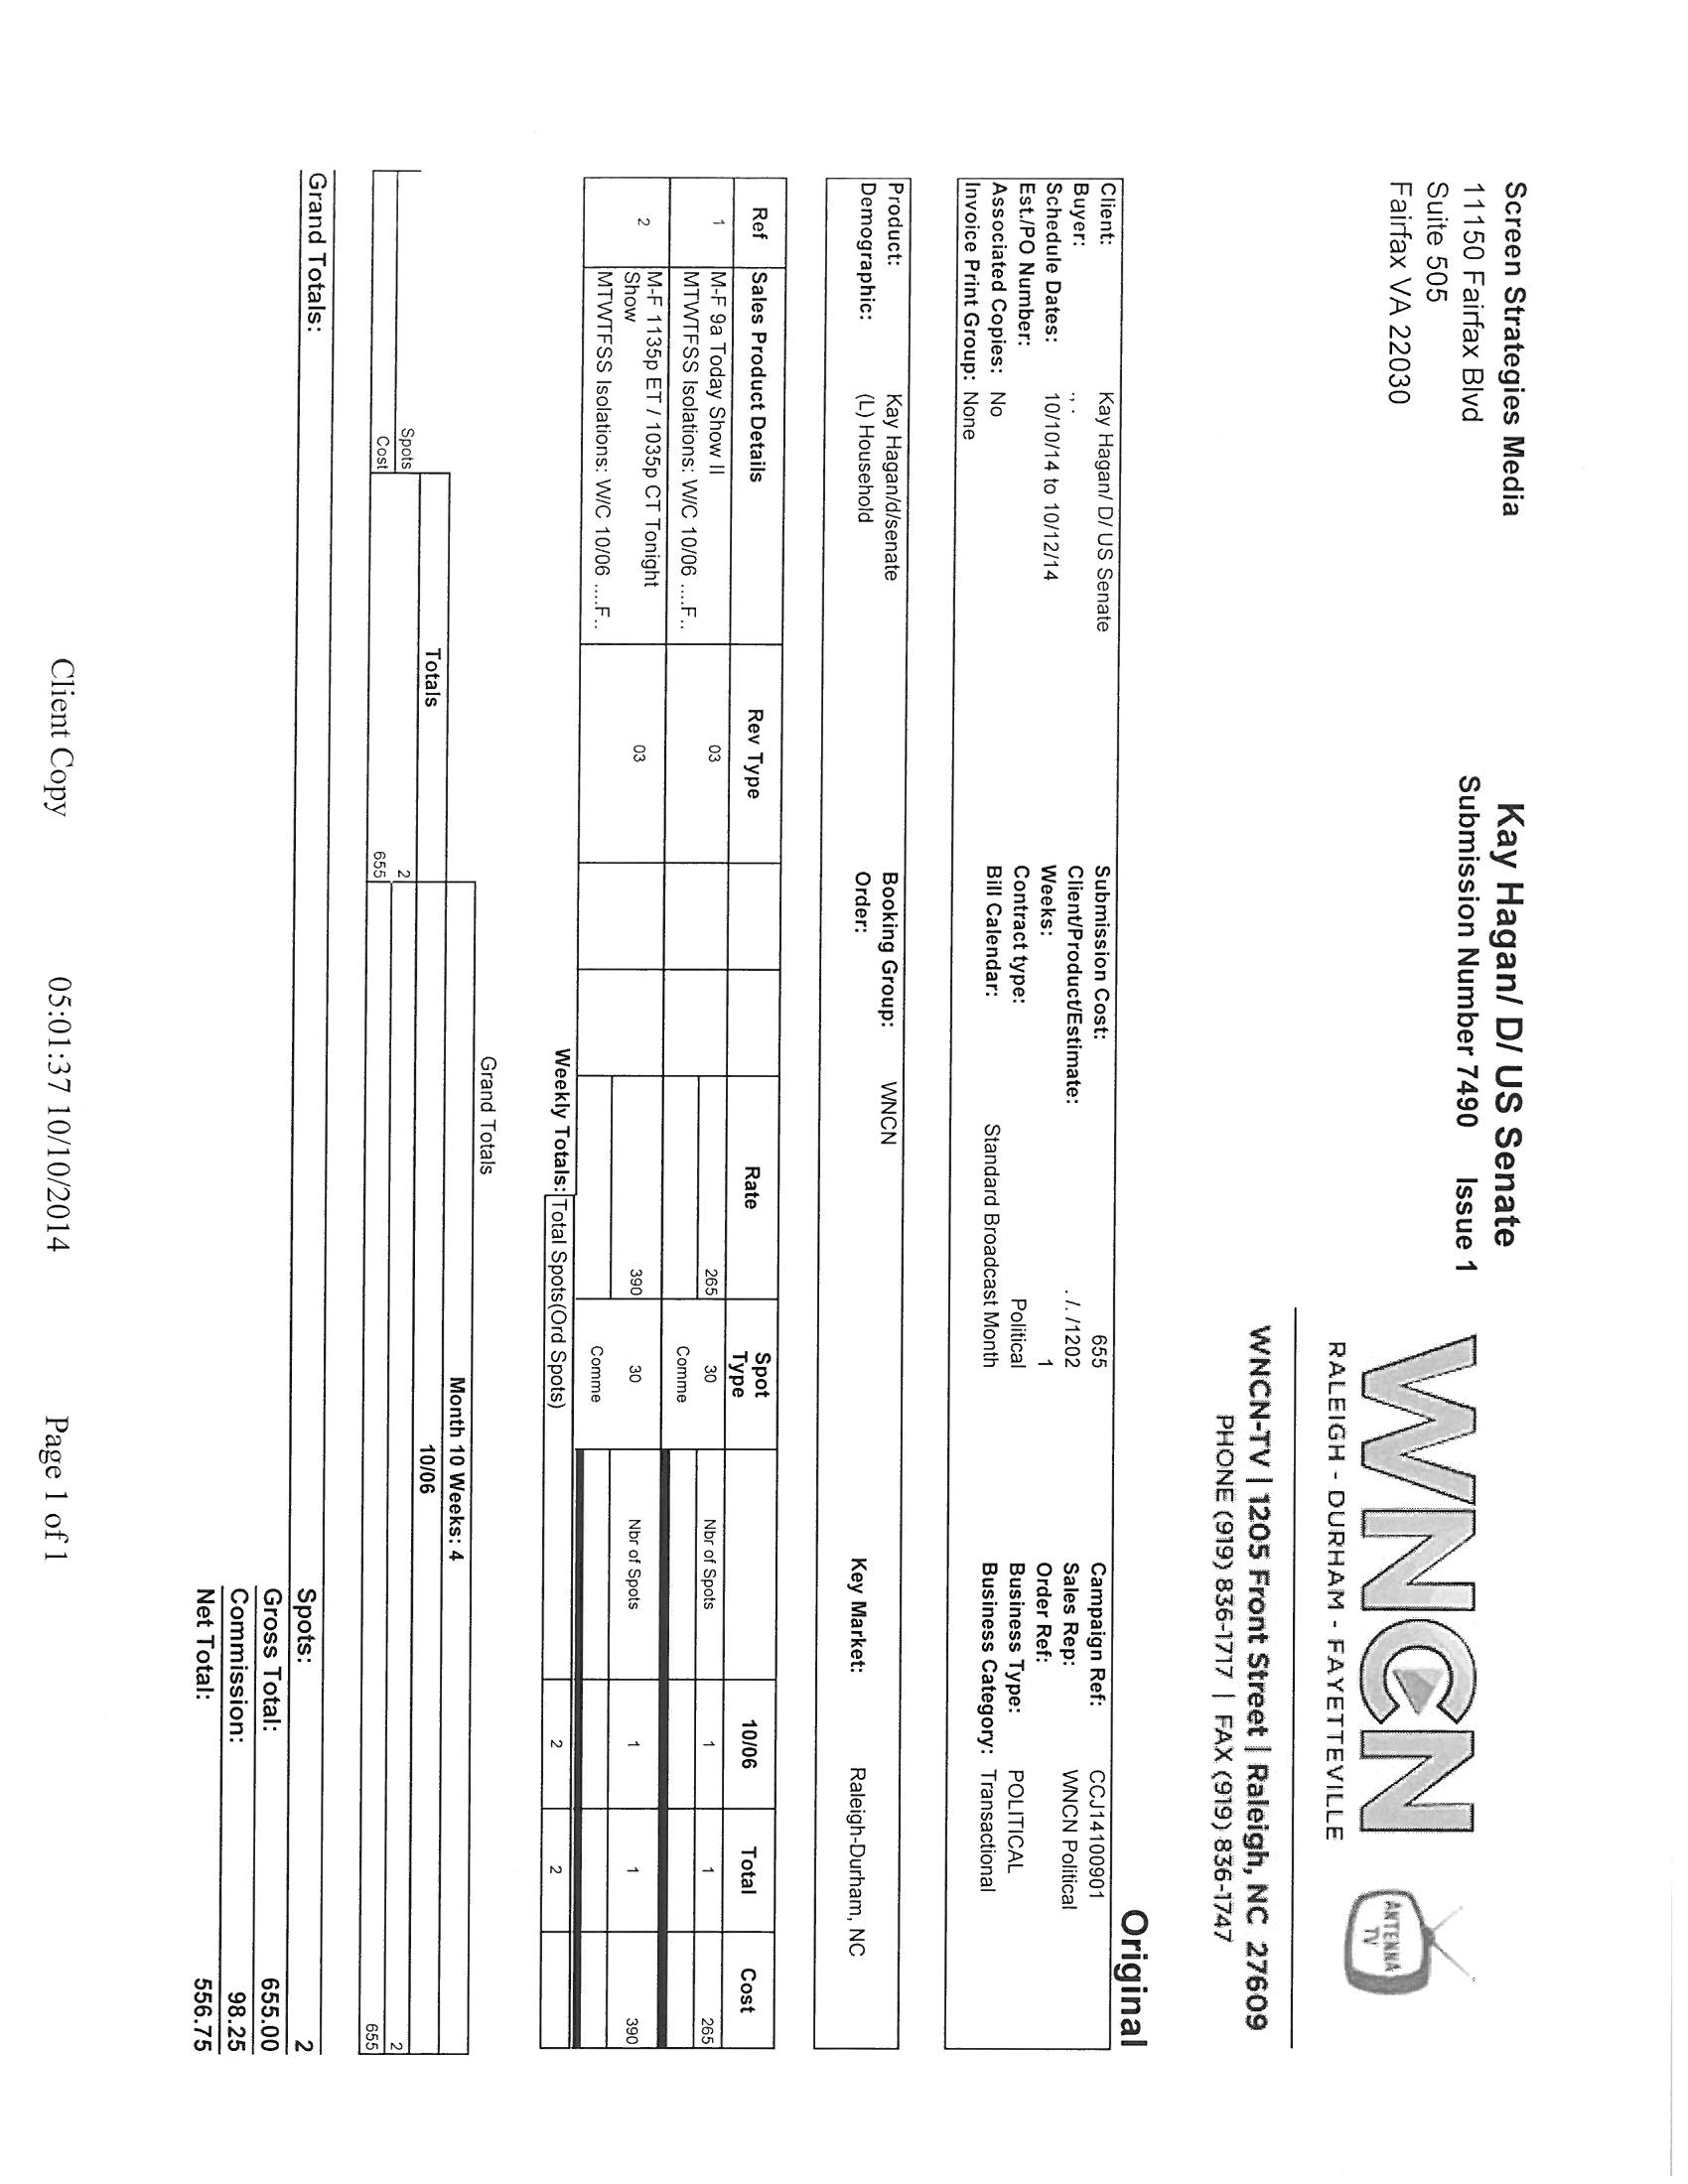 Screen Strategies Media
11150 Fairfax Blvd
Suite 505
Fairfax VA 22030
Kay Hagan/ D/ US Senate
Submission Number 7490 Issue 1
WNCN
RALEIGH - DURHAM - FAYETTEVILLE
ANTENNA TV
WNCN-TV | 1205 Front Street | Raleigh, NC 27609
PHONE (919) 836-1717 | FAX (919) 836-1747
Original
Client: Kay Hagan/ D/ US Senate Submission Cost: 655 Campaign Ref: CCJ14100901
Buyer: ., . Client/Product/Estimate: . /. /1202 Sales Rep: WNCN Political
Schedule Dates: 10/10/14 to 10/12/14 Weeks: 1 Order Ref:
Est./PO Number: Contract type: Political Business Type: POLITICAL
Associated Copies: No Bill Calendar: Standard Broadcast Month Business Category: Transactional
Invoice Print Group: None
Product: Kay Hagan/d/senate Booking Group: WNCN
Demographic: (L) Household Order: Key Market: Raleigh-Durham, NC
Ref Sales Product Details Rev Type Rate Spot Type 10/06 Total Cost
1 M-F 9a Today Show II 03 265 30 Nbr of Spots 1 1 265
MTWTFSS Isolations: W/C 10/06 ....F.. Comme
2 M-F 1135p ET / 1035p CT Tonight 03 390 30 Nbr of Spots 1 1 390
Show
MTWTFSS Isolations: W/C 10/06 ....F.. Comme
Weekly Totals: Total Spots(Ord Spots) 2 2
Grand Totals
Month 10 Weeks: 4
Totals 10/06
Spots 2 2
Cost 655 655
Grand Totals: Spots: 2
Gross Total: 655.00
Commission: 98.25
Net Total: 556.75
Client Copy 05:01:37 10/10/2014 Page 1 of 1